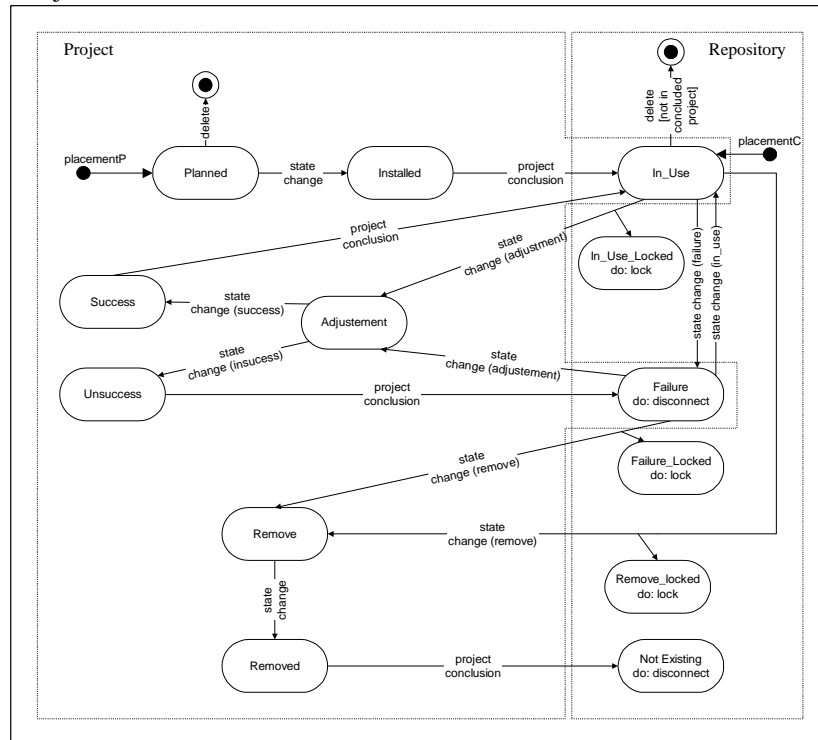 Project
Repository
delete
[not in
concluded
project]
delete
placementP
placementC
Planned
state
change
Installed
project
conclusion
In_Use
project
conclusion
state
change (adjustment)
In_Use_Locked
do: lock
state change (failure)
state change (in_use)
Success
state
change (success)
Adjustement
state
change (insucess)
state
change (adjustement)
Unsuccess
project
conclusion
Failure
do: disconnect
state
change (remove)
Failure_Locked
do: lock
Remove
state
change (remove)
Remove_locked
do: lock
state
change
Removed
project
conclusion
Not Existing
do: disconnect